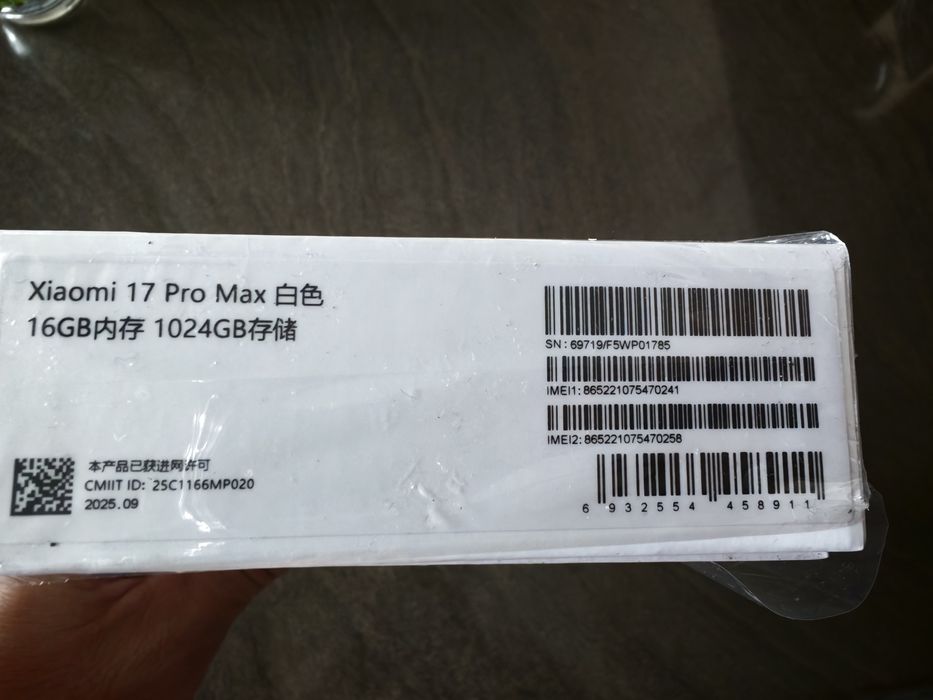 Xiaomi 17 Pro Max 白色
16GB内存 1024GB存储
SN: 69719/F5WP01785
IMEI1: 865221075470241
IMEI2: 865221075470258
6 932554 458911
本产品已获进网许可
CMIIT ID: 25C1166MP020
2025.09